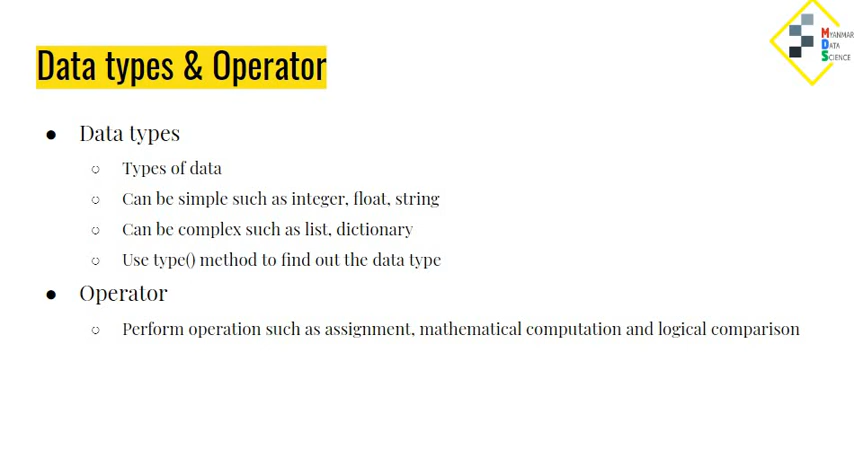 Data types & Operator
MYANMAR
DATA
SCIENCE
● Data types
○ Types of data
○ Can be simple such as integer, float, string
○ Can be complex such as list, dictionary
○ Use type() method to find out the data type
● Operator
○ Perform operation such as assignment, mathematical computation and logical comparison